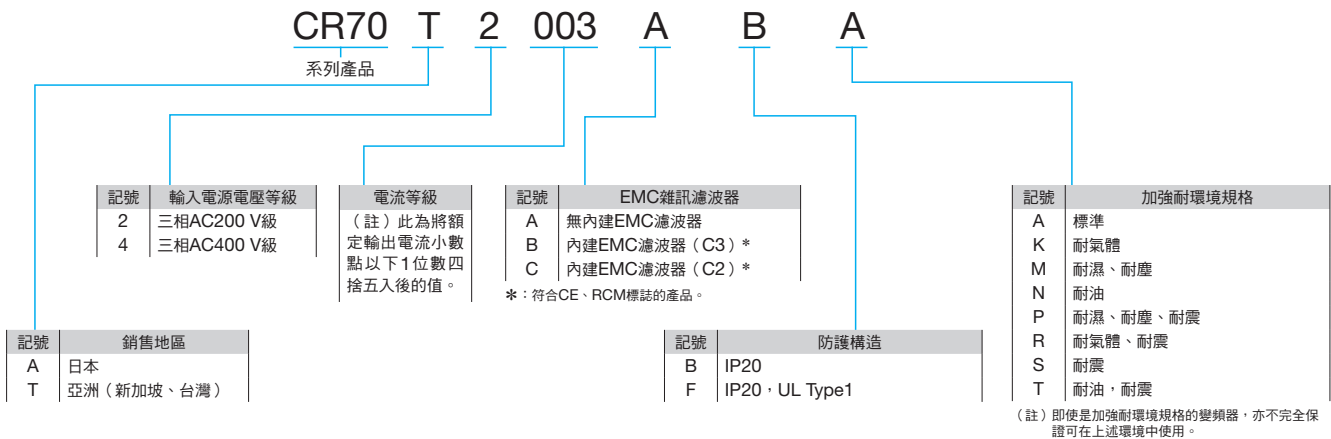 CR70 T 2 003 A B A
系列產品
記號 輸入電源電壓等級
2 三相AC200 V級
4 三相AC400 V級
電流等級
（註）此為將額
定輸出電流小數
點以下1位數四
捨五入後的值。
記號 EMC雜訊濾波器
A 無內建EMC濾波器
B 內建EMC濾波器（C3）*
C 內建EMC濾波器（C2）*
＊：符合CE、RCM標誌的產品。
記號 加強耐環境規格
A 標準
K 耐氣體
M 耐濕、耐塵
N 耐油
P 耐濕、耐塵、耐震
R 耐氣體、耐震
S 耐震
T 耐油，耐震
（註）即使是加強耐環境規格的變頻器，亦不完全保
證可在上述環境中使用。
記號 銷售地區
A 日本
T 亞洲（新加坡、台灣）
記號 防護構造
B IP20
F IP20，UL Type1